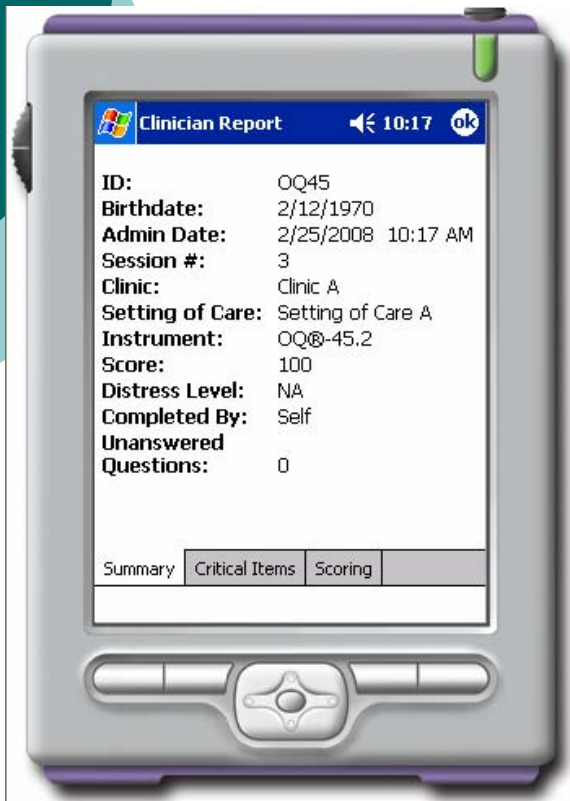 Clinician Report 10:17 ok
ID: OQ45
Birthdate: 2/12/1970
Admin Date: 2/25/2008 10:17 AM
Session #: 3
Clinic: Clinic A
Setting of Care: Setting of Care A
Instrument: OQ®-45.2
Score: 100
Distress Level: NA
Completed By: Self
Unanswered
Questions: 0
Summary Critical Items Scoring